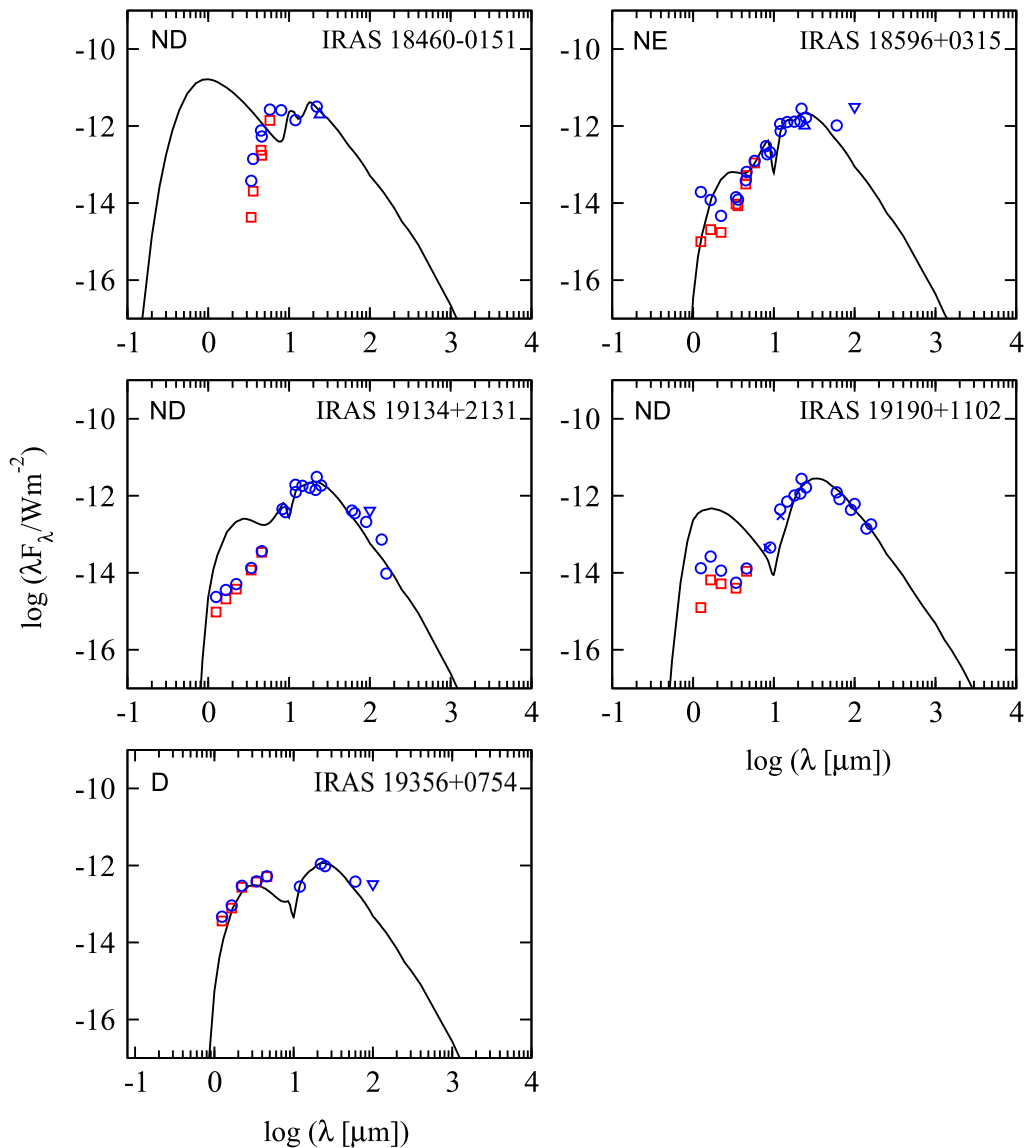 ND IRAS 18460-0151
-10
-12
-14
-16
-1 0 1 2 3 4
NE IRAS 18596+0315
-10
-12
-14
-16
-1 0 1 2 3 4
ND IRAS 19134+2131
-10
-12
-14
-16
-1 0 1 2 3 4
ND IRAS 19190+1102
-10
-12
-14
-16
-1 0 1 2 3 4
log (λ [μm])
log (λF_λ/Wm⁻²)
D IRAS 19356+0754
-10
-12
-14
-16
-1 0 1 2 3 4
log (λ [μm])